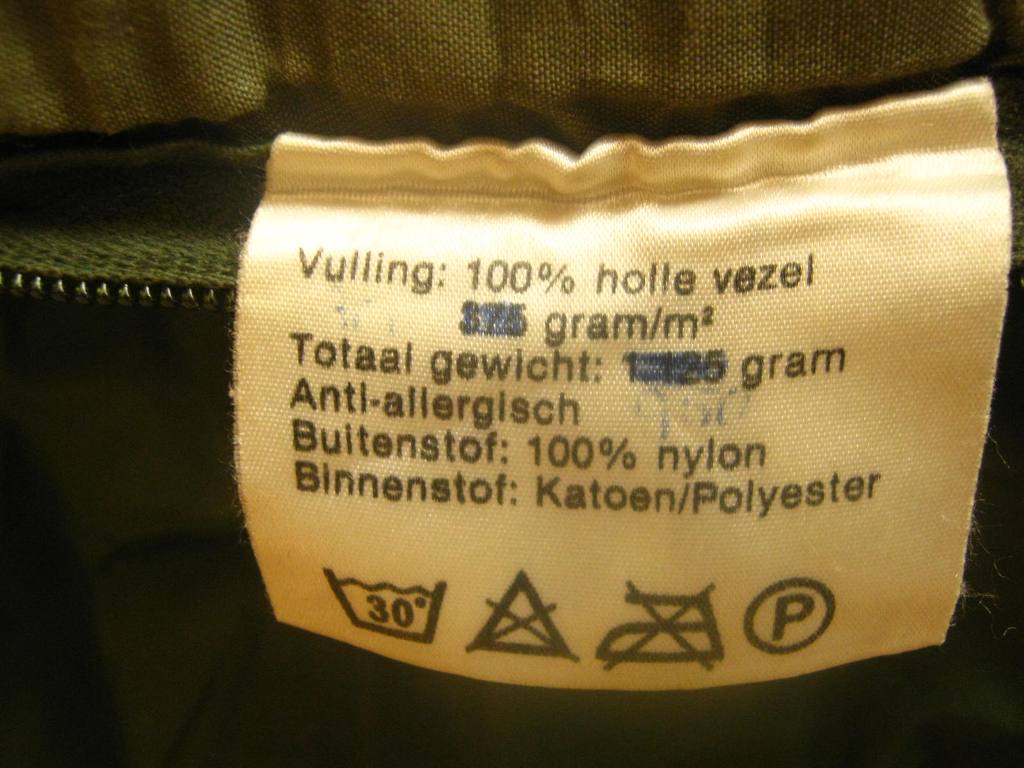 Vulling: 100% holle vezel
gram/m²
Totaal gewicht: gram
Anti-allergisch
Buitenstof: 100% nylon
Binnenstof: Katoen/Polyester
30°
P